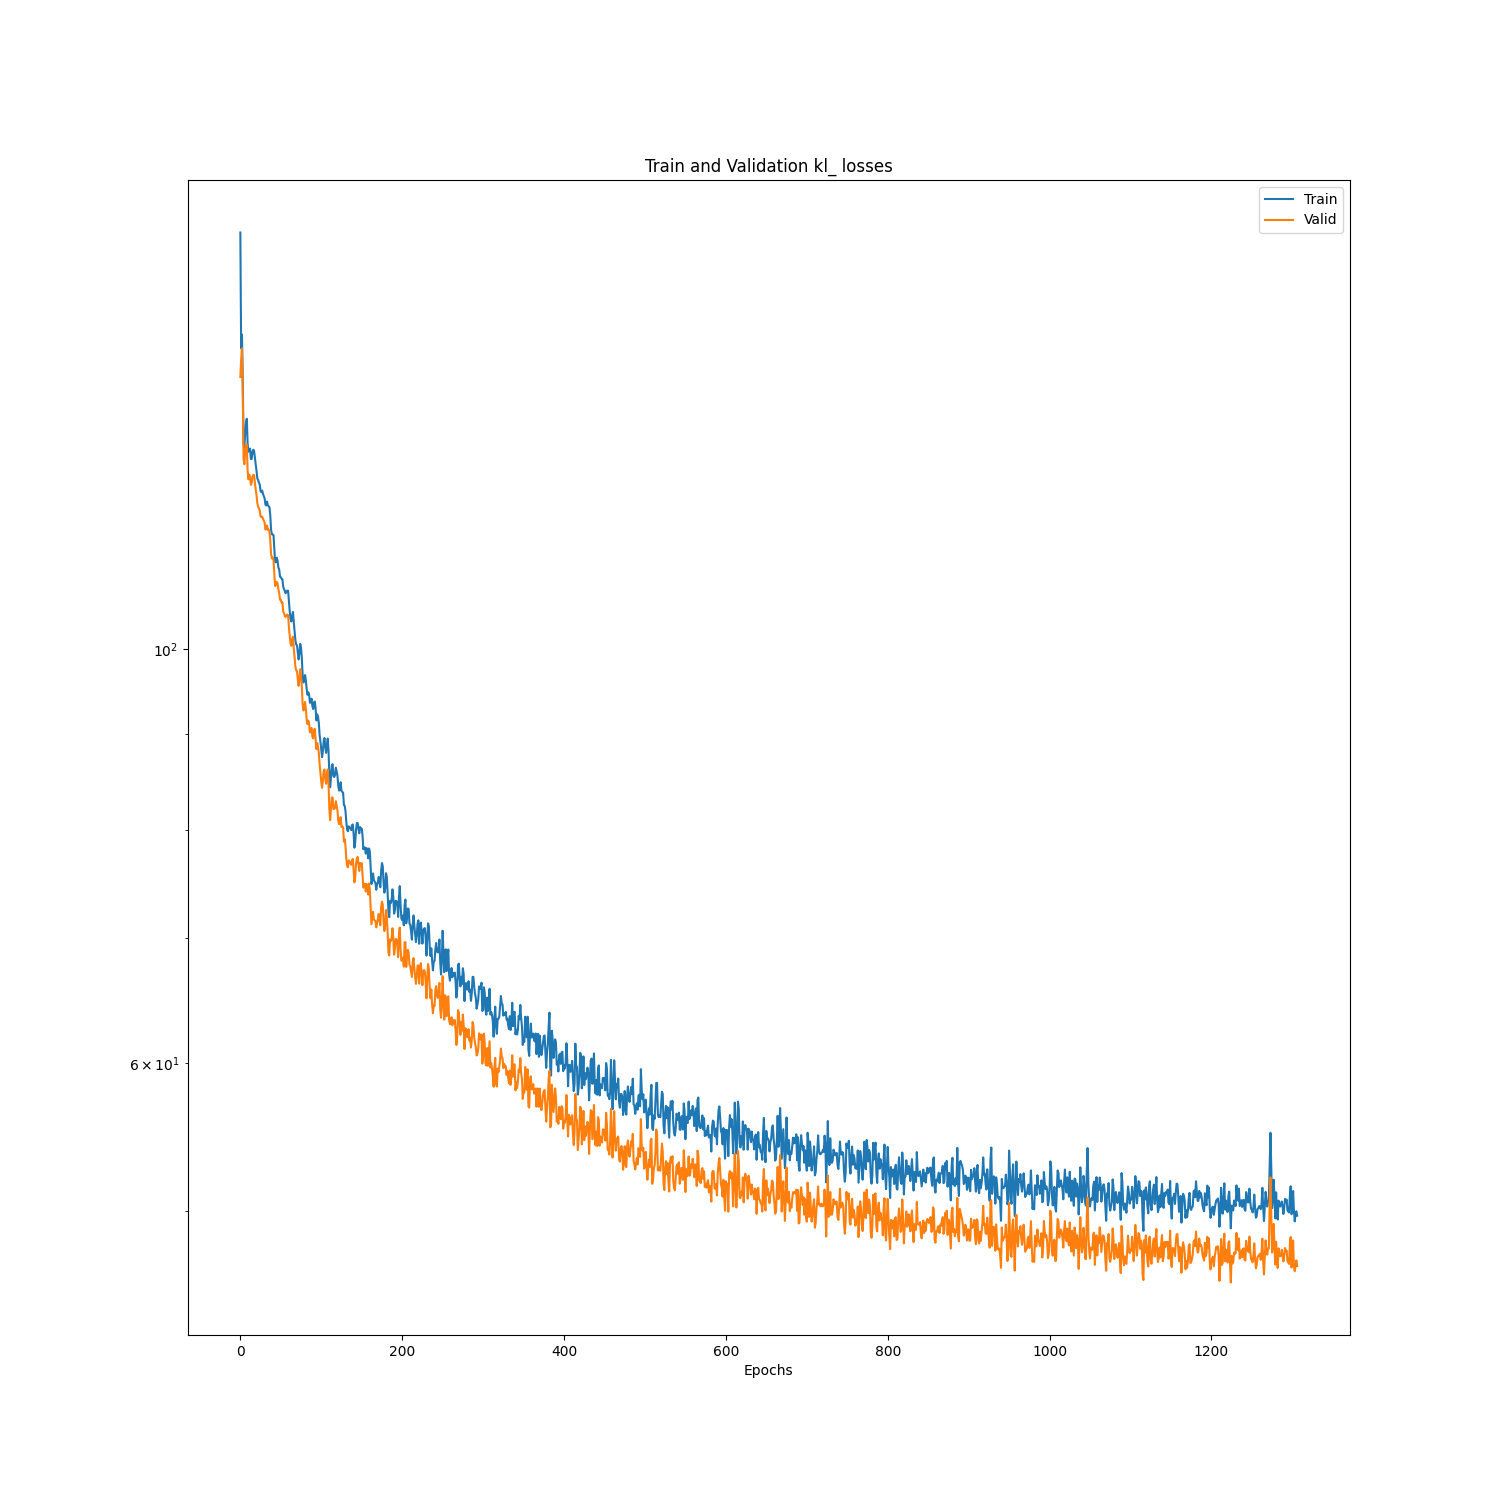 Train and Validation kl_ losses
Train
Valid
10²
6 × 10¹
0 200 400 600 800 1000 1200
Epochs